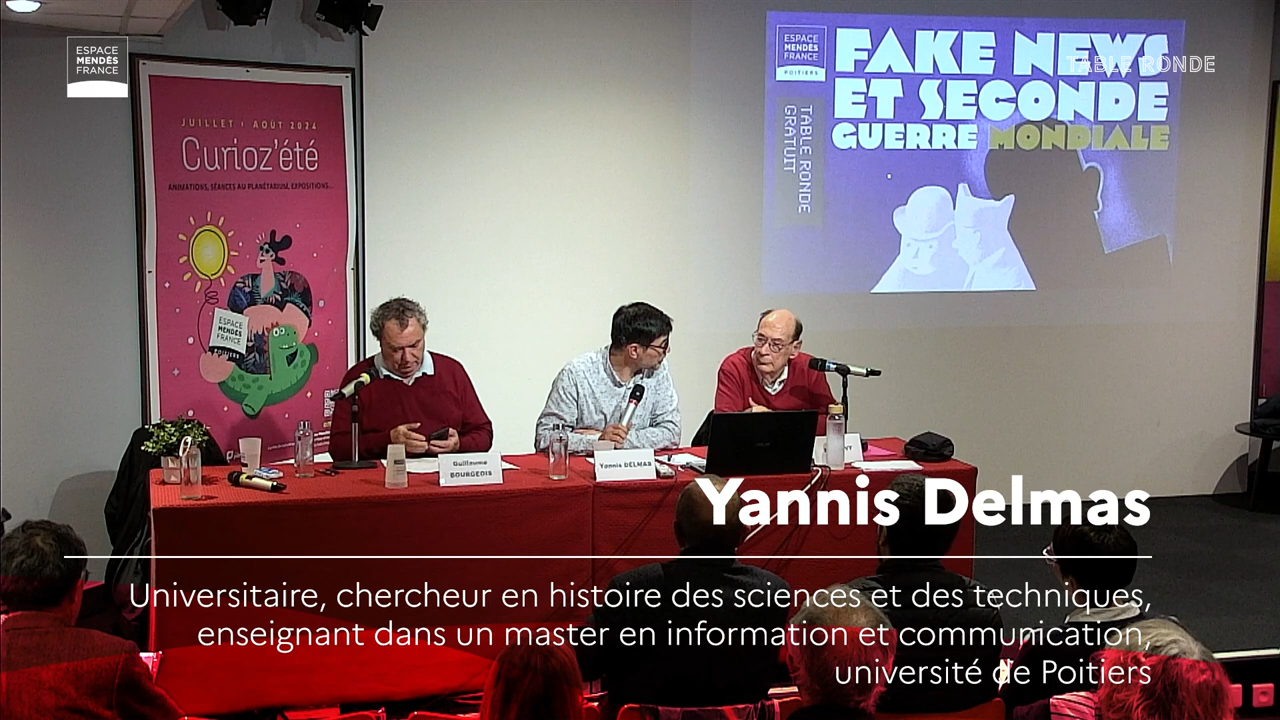 ESPACE
MENDÈS
FRANCE
JUILLET › AOÛT 2024
Curioz'été
ANIMATIONS, SÉANCES AU PLANÉTARIUM, EXPOSITIONS...
ESPACE
MENDÈS
FRANCE
POITIERS
ESPACE
MENDÈS
FRANCE
POITIERS
FAKE NEWS
ET SECONDE
GUERRE MONDIALE
TABLE RONDE
GRATUIT
TABLE RONDE
Guillaume
BOURGEOIS
Yannis DELMAS
Yannis Delmas
Universitaire, chercheur en histoire des sciences et des techniques,
enseignant dans un master en information et communication,
université de Poitiers